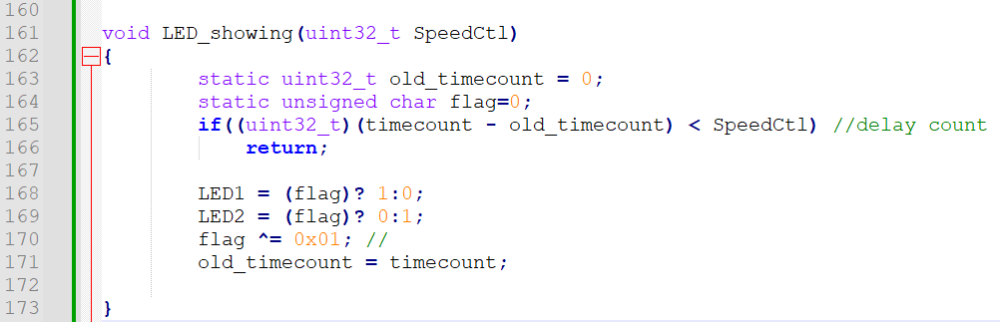 160
161 void LED_showing(uint32_t SpeedCtl)
162 {
163 static uint32_t old_timecount = 0;
164 static unsigned char flag=0;
165 if((uint32_t)(timecount - old_timecount) < SpeedCtl) //delay count
166 return;
167
168 LED1 = (flag)? 1:0;
169 LED2 = (flag)? 0:1;
170 flag ^= 0x01; //
171 old_timecount = timecount;
172
173 }